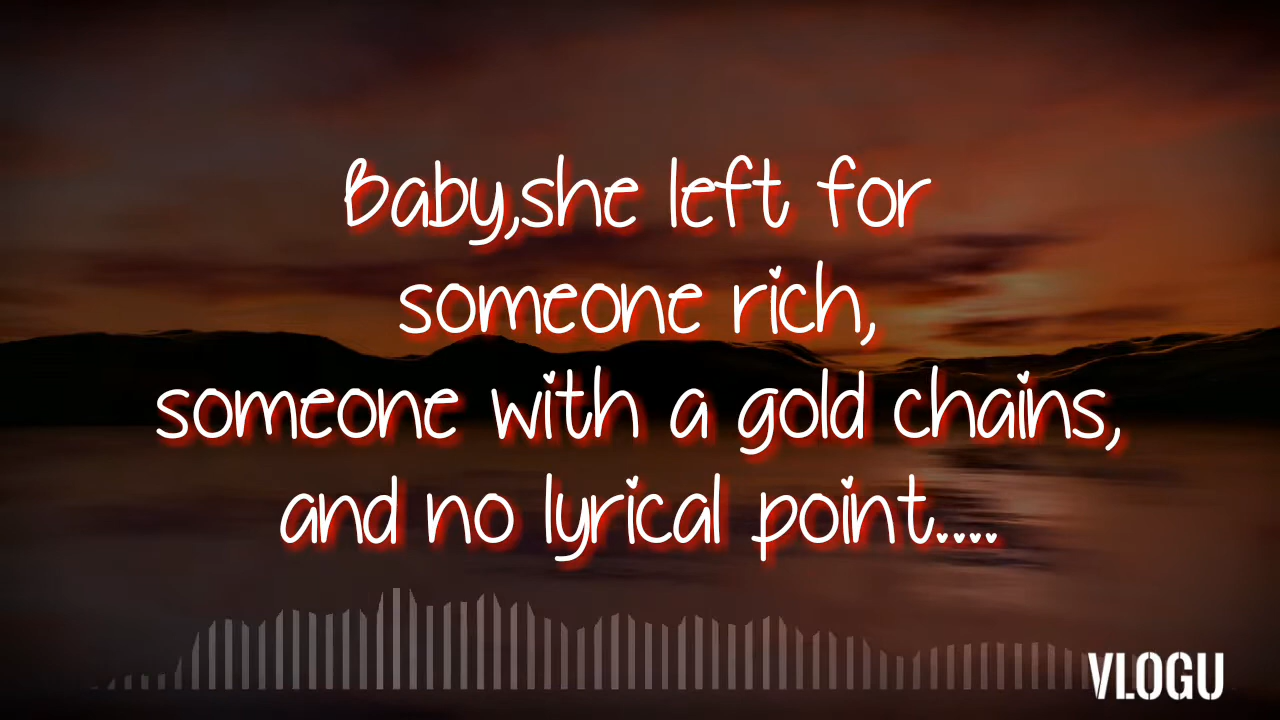 Baby,she left for
someone rich,
someone with a gold chains,
and no lyrical point....
VLOGU